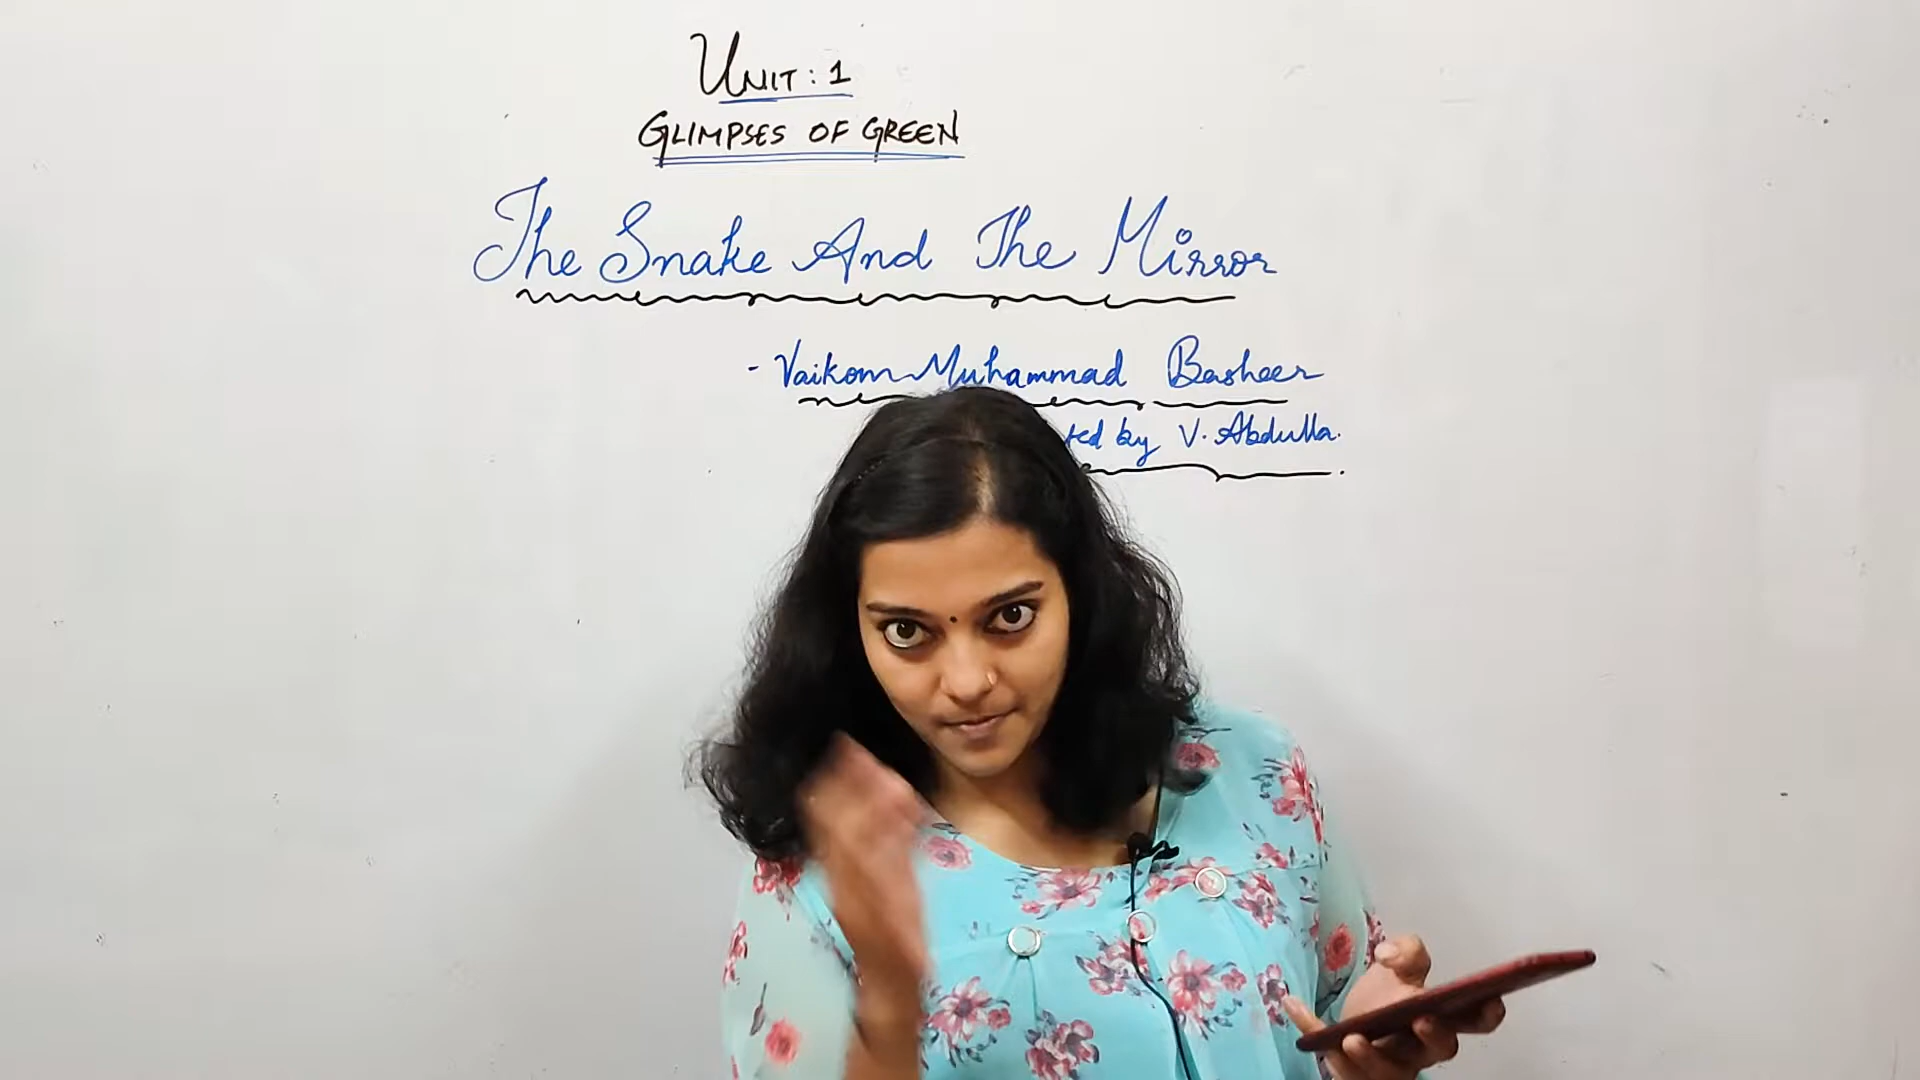 Unit : 1
GLIMPSES OF GREEN
The Snake And The Mirror
- Vaikom Muhammad Basheer
by V. Abdulla.